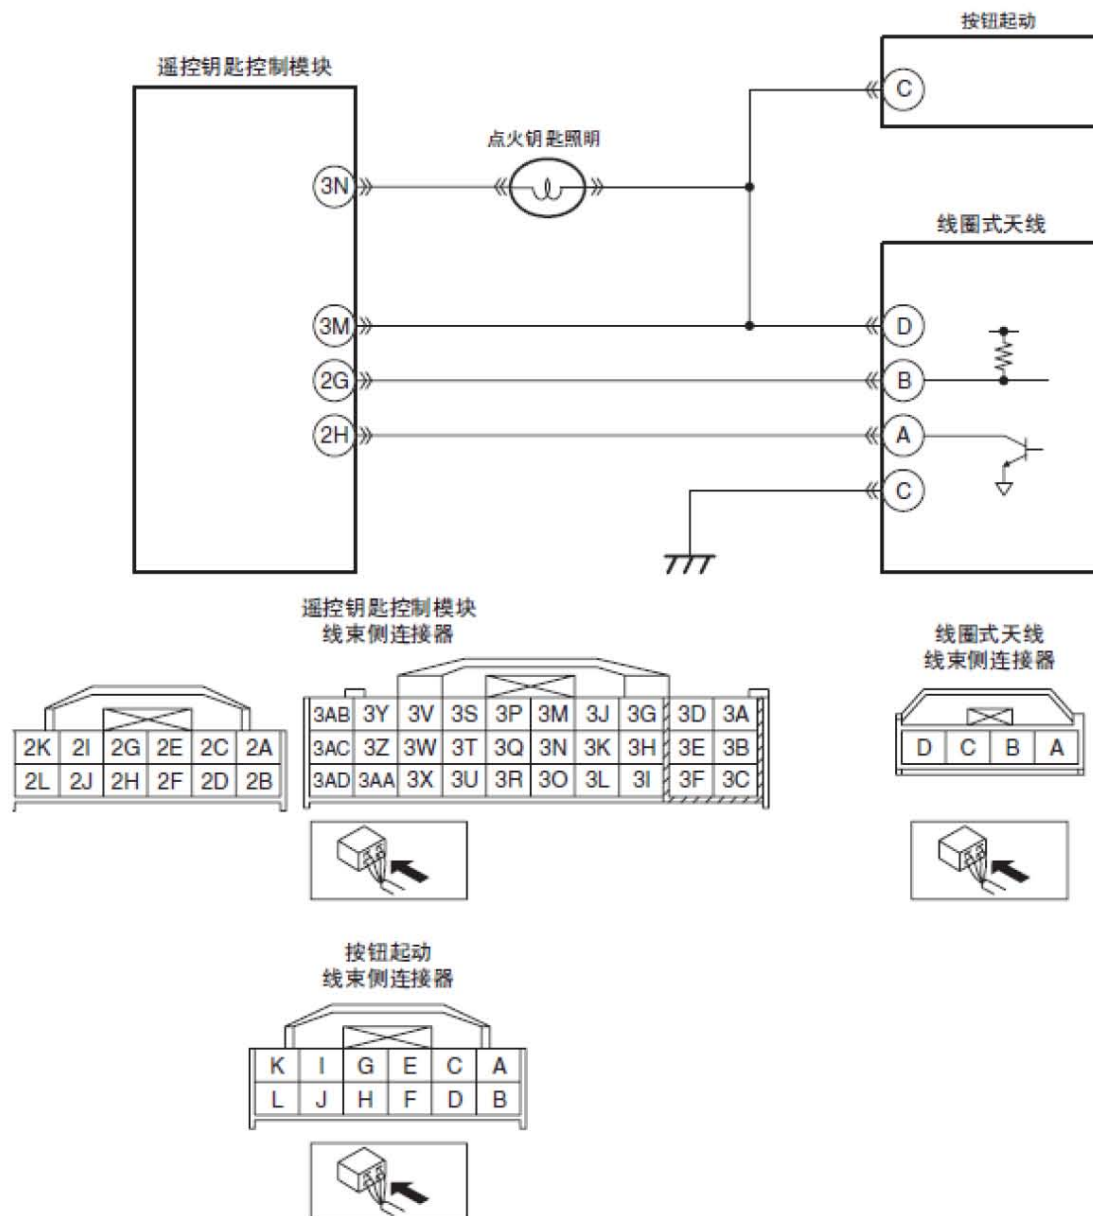 按钮起动
遥控钥匙控制模块
C
点火钥匙照明
3N
线圈式天线
3M
D
2G
B
2H
A
C
遥控钥匙控制模块
线束侧连接器
线圈式天线
线束侧连接器
3AB 3Y 3V 3S 3P 3M 3J 3G 3D 3A
2K 2I 2G 2E 2C 2A
3AC 3Z 3W 3T 3Q 3N 3K 3H 3E 3B
D C B A
2L 2J 2H 2F 2D 2B
3AD 3AA 3X 3U 3R 3O 3L 3I 3F 3C
按钮起动
线束侧连接器
K I G E C A
L J H F D B